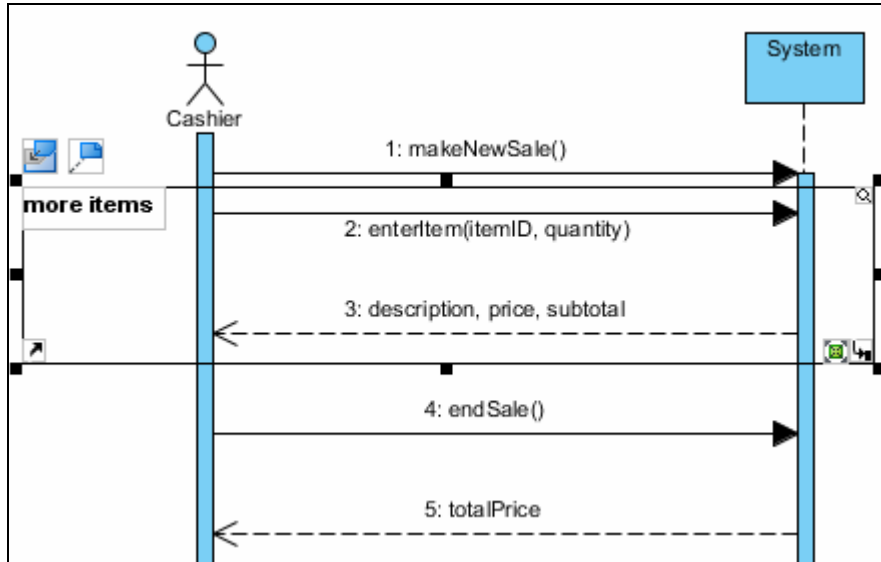 System
Cashier
1: makeNewSale()
more items
2: enterItem(itemID, quantity)
3: description, price, subtotal
4: endSale()
5: totalPrice